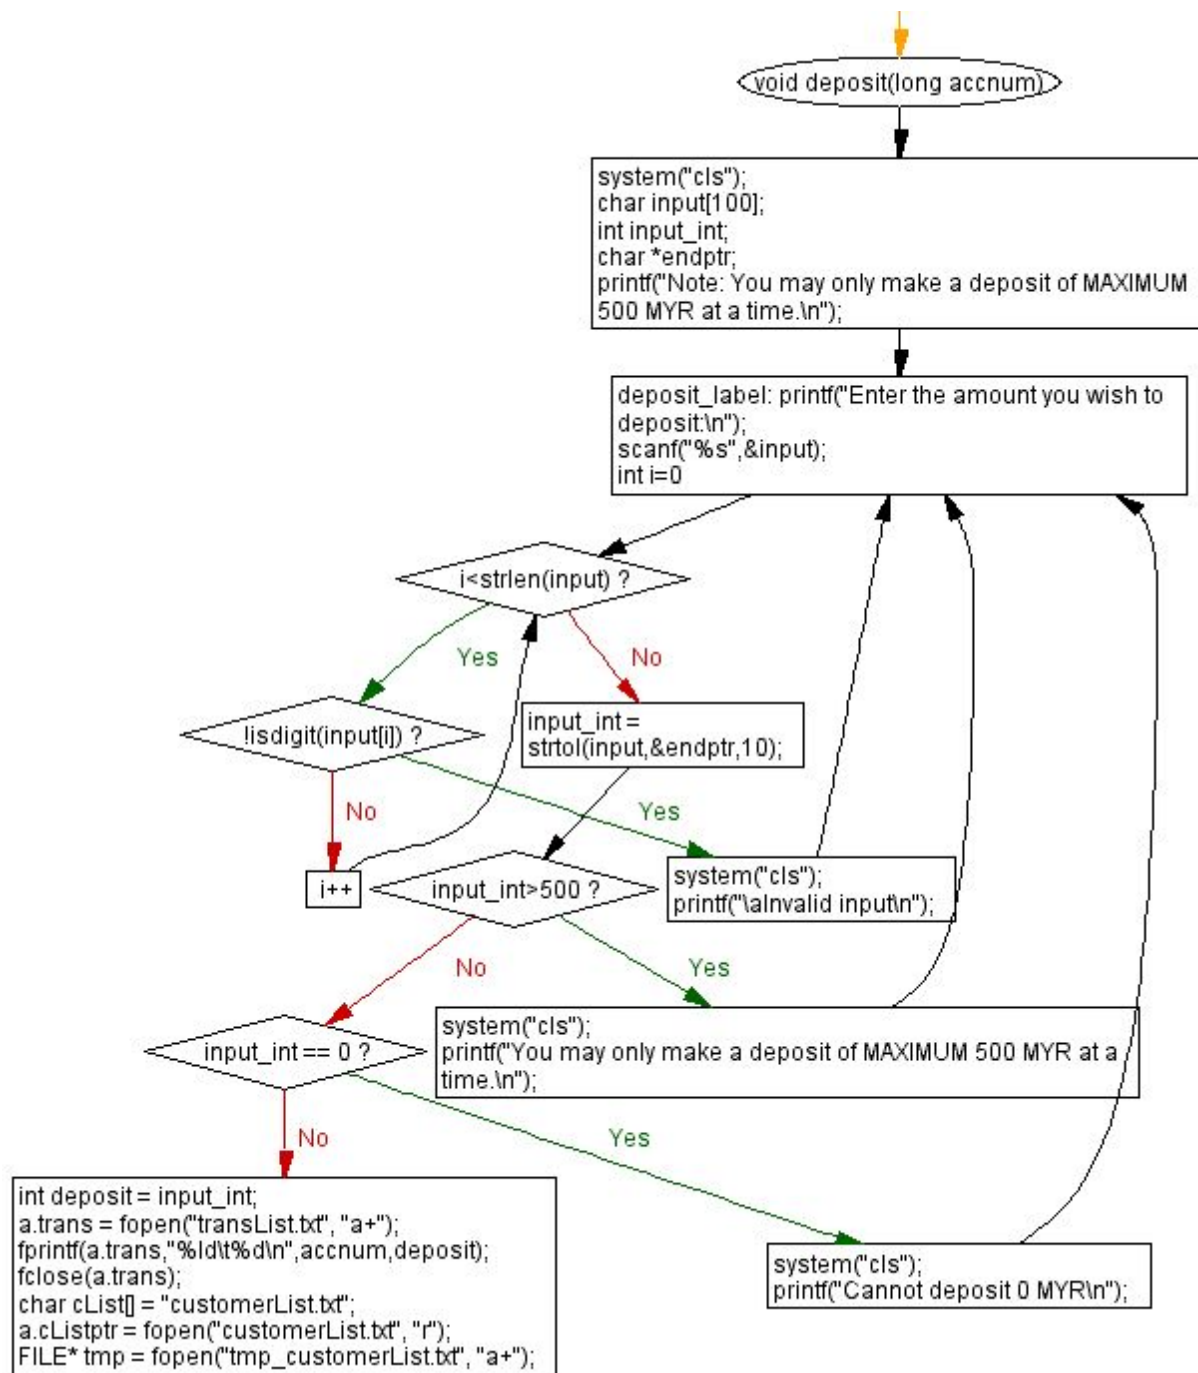 void deposit(long accnum)
system("cls");
char input[100];
int input_int;
char *endptr;
printf("Note: You may only make a deposit of MAXIMUM
500 MYR at a time.\n");
deposit_label: printf("Enter the amount you wish to
deposit:\n");
scanf("%s",&input);
int i=0
i<strlen(input) ?
Yes
No
!isdigit(input[i]) ?
input_int =
strtol(input,&endptr,10);
No
Yes
i++
input_int>500 ?
system("cls");
printf("\aInvalid input\n");
No
Yes
input_int == 0 ?
system("cls");
printf("You may only make a deposit of MAXIMUM 500 MYR at a
time.\n");
No
Yes
int deposit = input_int;
a.trans = fopen("transList.txt", "a+");
fprintf(a.trans,"%ld\t%d\n",accnum,deposit);
fclose(a.trans);
char cList[] = "customerList.txt";
a.cListptr = fopen("customerList.txt", "r");
FILE* tmp = fopen("tmp_customerList.txt", "a+");
system("cls");
printf("Cannot deposit 0 MYR\n");